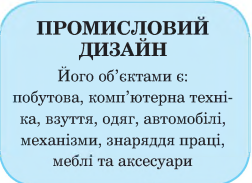 ПРОМИСЛОВИЙ
ДИЗАЙН
Його об’єктами є:
побутова, комп’ютерна техні-
ка, взуття, одяг, автомобілі,
механізми, знаряддя праці,
меблі та аксесуари